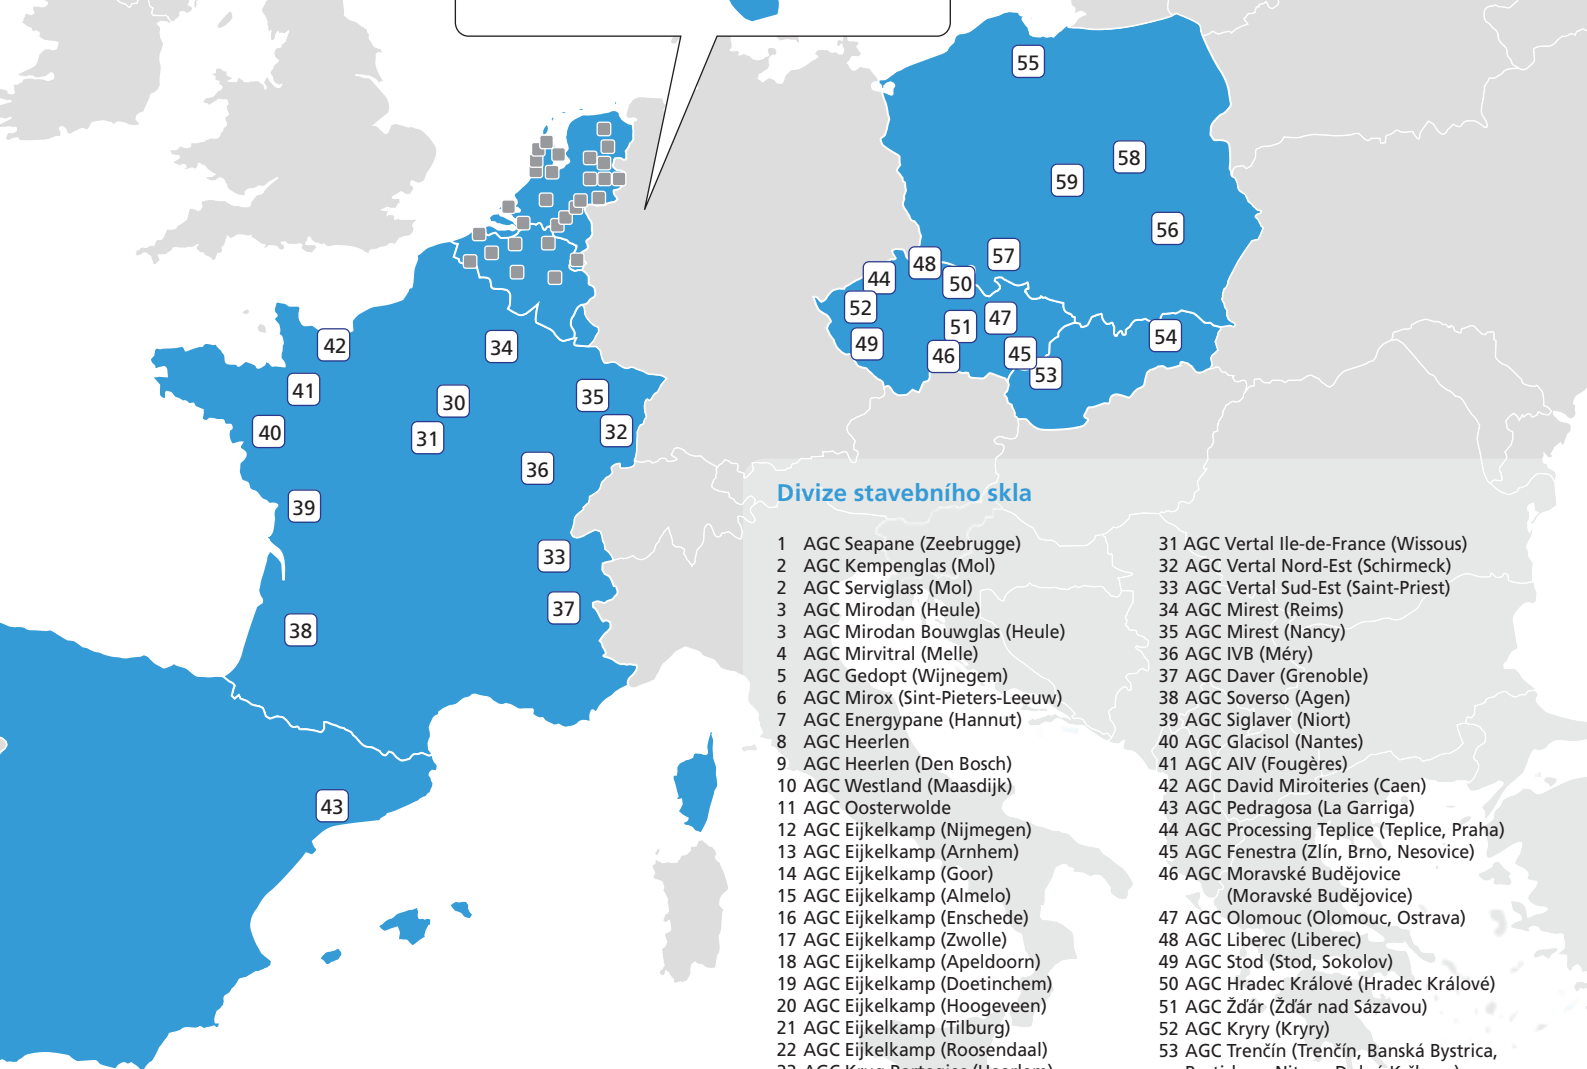 55
58
59
56
57
48
44
50
52
47
51
54
49
46
45
53
42
34
41
30
35
40
31
32
36
39
33
37
38
43
Divize stavebního skla
1 AGC Seapane (Zeebrugge)
2 AGC Kempenglas (Mol)
2 AGC Serviglass (Mol)
3 AGC Mirodan (Heule)
3 AGC Mirodan Bouwglas (Heule)
4 AGC Mirvitral (Melle)
5 AGC Gedopt (Wijnegem)
6 AGC Mirox (Sint-Pieters-Leeuw)
7 AGC Energypane (Hannut)
8 AGC Heerlen
9 AGC Heerlen (Den Bosch)
10 AGC Westland (Maasdijk)
11 AGC Oosterwolde
12 AGC Eijkelkamp (Nijmegen)
13 AGC Eijkelkamp (Arnhem)
14 AGC Eijkelkamp (Goor)
15 AGC Eijkelkamp (Almelo)
16 AGC Eijkelkamp (Enschede)
17 AGC Eijkelkamp (Zwolle)
18 AGC Eijkelkamp (Apeldoorn)
19 AGC Eijkelkamp (Doetinchem)
20 AGC Eijkelkamp (Hoogeveen)
21 AGC Eijkelkamp (Tilburg)
22 AGC Eijkelkamp (Roosendaal)
31 AGC Vertal Ile-de-France (Wissous)
32 AGC Vertal Nord-Est (Schirmeck)
33 AGC Vertal Sud-Est (Saint-Priest)
34 AGC Mirest (Reims)
35 AGC Mirest (Nancy)
36 AGC IVB (Méry)
37 AGC Daver (Grenoble)
38 AGC Soverso (Agen)
39 AGC Siglaver (Niort)
40 AGC Glacisol (Nantes)
41 AGC AIV (Fougères)
42 AGC David Miroiteries (Caen)
43 AGC Pedragosa (La Garriga)
44 AGC Processing Teplice (Teplice, Praha)
45 AGC Fenestra (Zlín, Brno, Nesovice)
46 AGC Moravské Budějovice
(Moravské Budějovice)
47 AGC Olomouc (Olomouc, Ostrava)
48 AGC Liberec (Liberec)
49 AGC Stod (Stod, Sokolov)
50 AGC Hradec Králové (Hradec Králové)
51 AGC Žďár (Žďár nad Sázavou)
52 AGC Kryry (Kryry)
53 AGC Trenčín (Trenčín, Banská Bystrica,